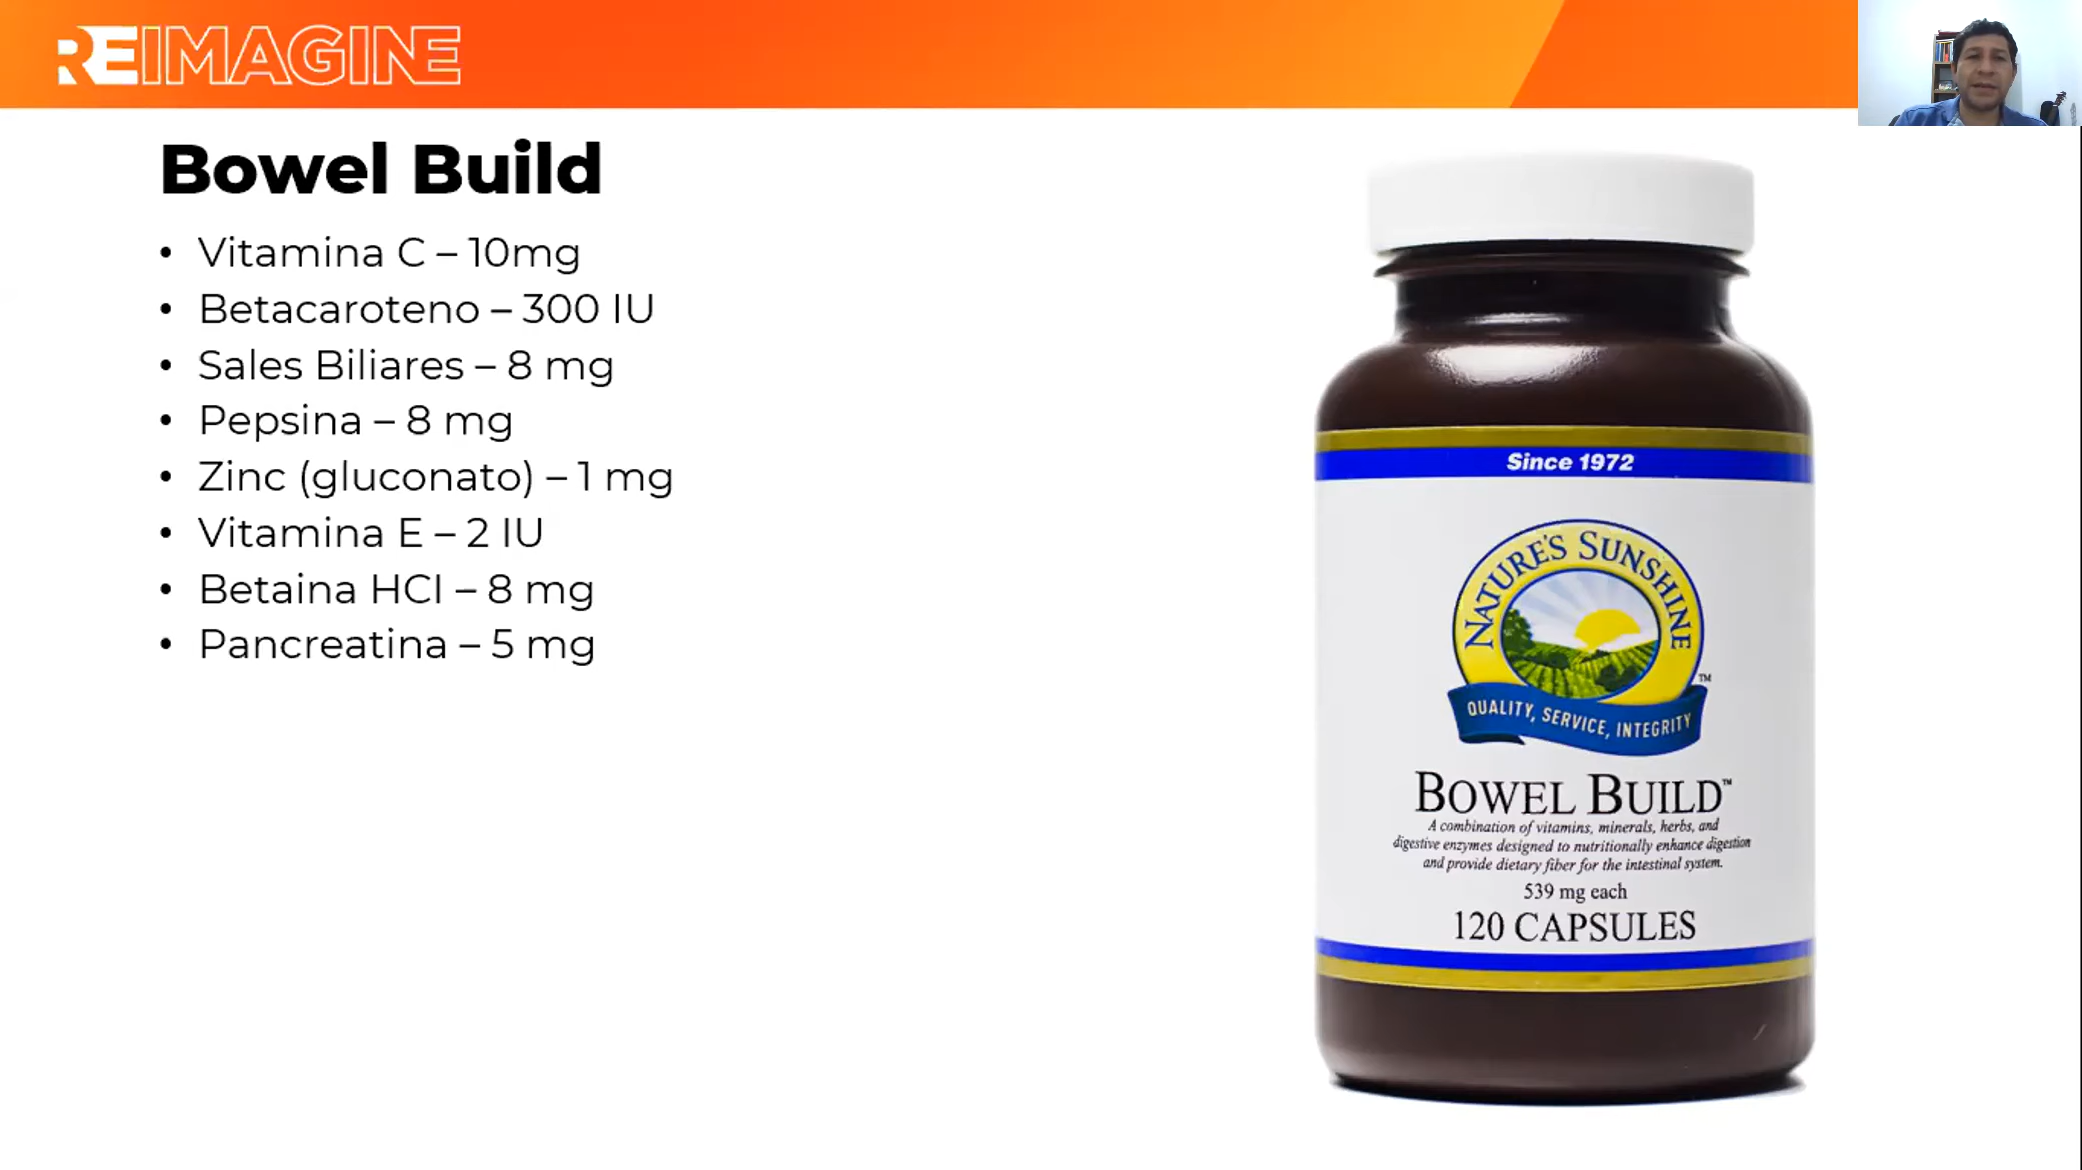 REIMAGINE
Bowel Build
• Vitamina C – 10mg
• Betacaroteno – 300 IU
• Sales Biliares – 8 mg
• Pepsina – 8 mg
• Zinc (gluconato) – 1 mg
• Vitamina E – 2 IU
• Betaina HCl – 8 mg
• Pancreatina – 5 mg
Since 1972
NATURE'S SUNSHINE
™
QUALITY, SERVICE, INTEGRITY
BOWEL BUILD™
A combination of vitamins, minerals, herbs, and
digestive enzymes designed to nutritionally enhance digestion
and provide dietary fiber for the intestinal system.
539 mg each
120 CAPSULES